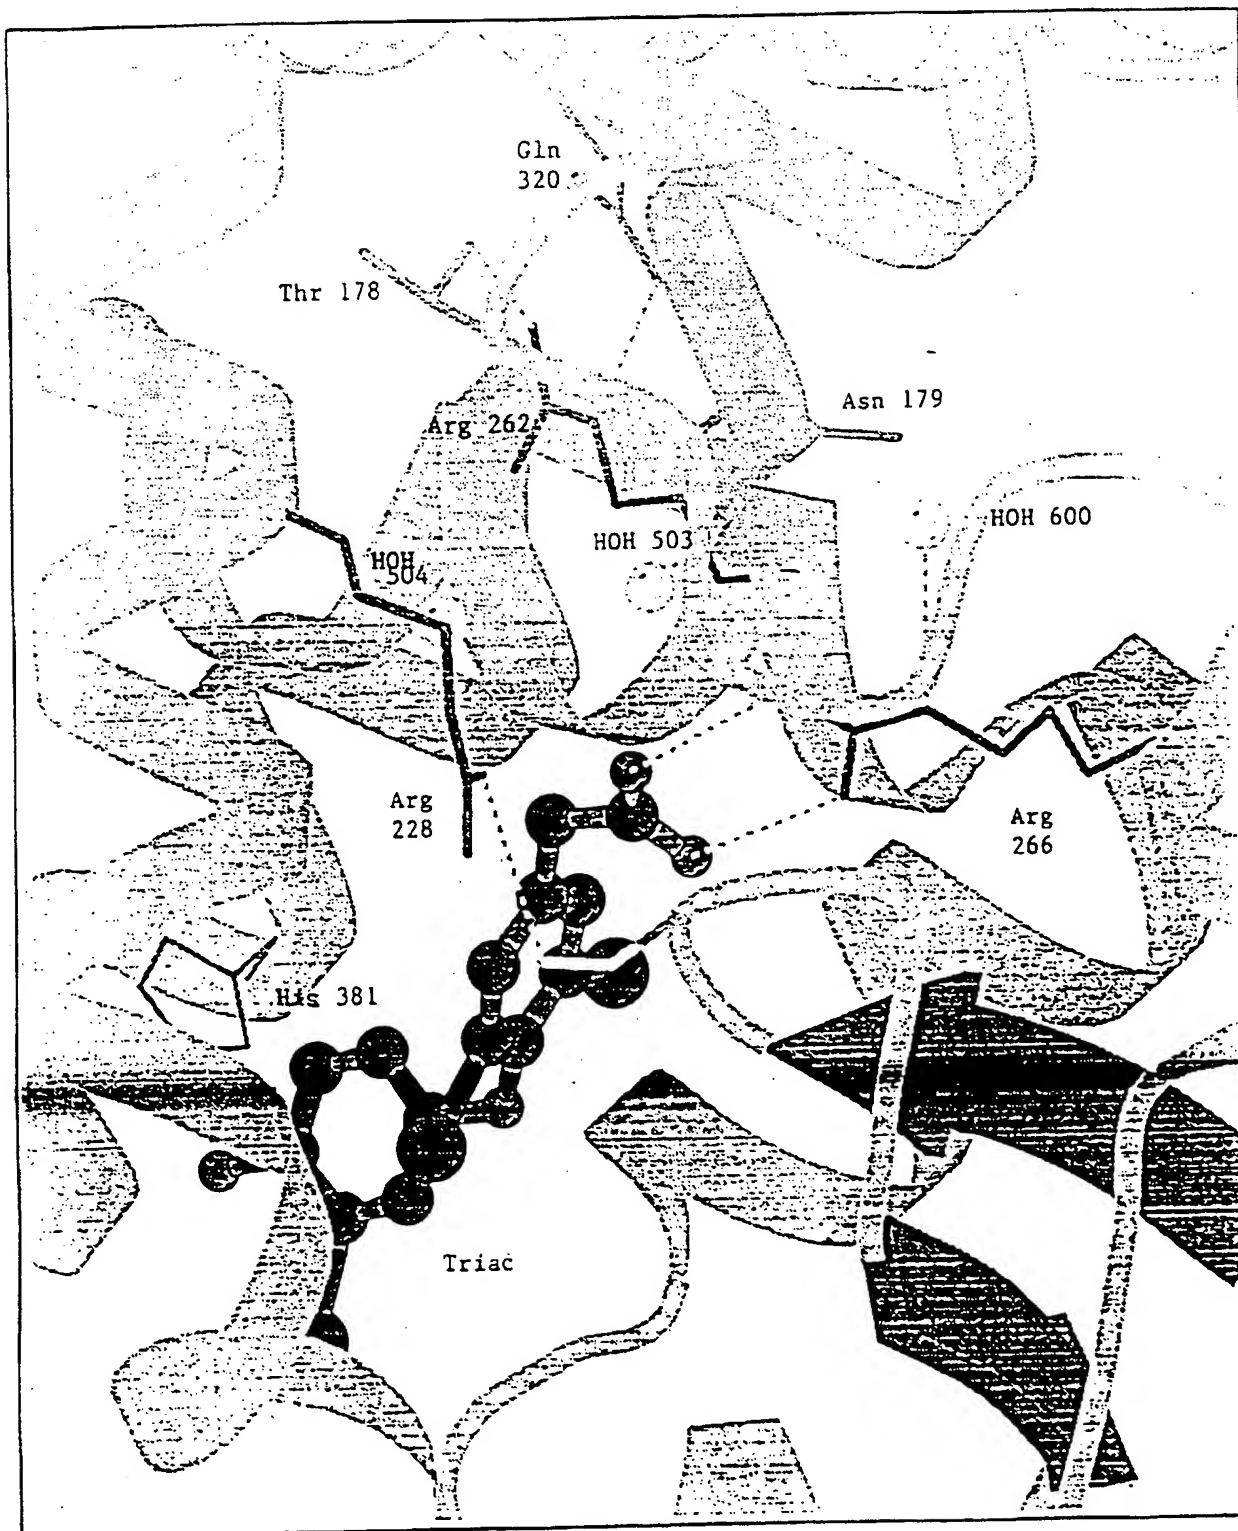 Gln
320
Thr 178
Asn 179
Arg 262
HOH 600
HOH 503
HOH
504
Arg
228
Arg
266
His 381
Triac